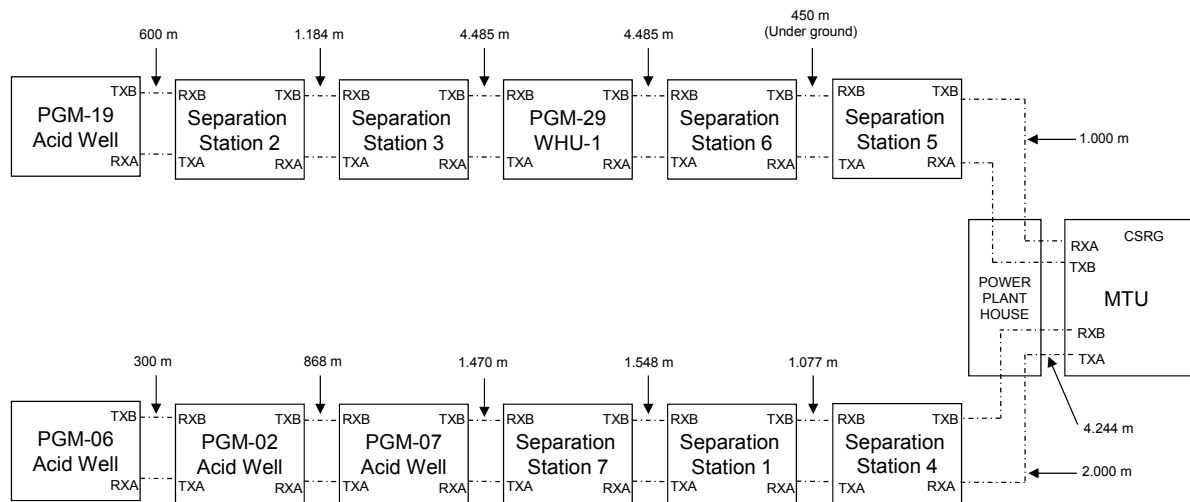 450 m
(Under ground)
600 m
1.184 m
4.485 m
4.485 m
TXB
PGM-19
Acid Well
RXA
RXB
TXB
Separation
Station 2
TXA
RXA
RXB
TXB
Separation
Station 3
TXA
RXA
RXB
TXB
PGM-29
WHU-1
TXA
RXA
RXB
TXB
Separation
Station 6
TXA
RXA
RXB
TXB
Separation
Station 5
TXA
RXA
1.000 m
POWER
PLANT
HOUSE
CSRG
RXA
TXB
MTU
RXB
TXA
4.244 m
2.000 m
300 m
868 m
1.470 m
1.548 m
1.077 m
TXB
PGM-06
Acid Well
RXA
RXB
TXB
PGM-02
Acid Well
TXA
RXA
RXB
TXB
PGM-07
Acid Well
TXA
RXA
RXB
TXB
Separation
Station 7
TXA
RXA
RXB
TXB
Separation
Station 1
TXA
RXA
RXB
TXB
Separation
Station 4
TXA
RXA